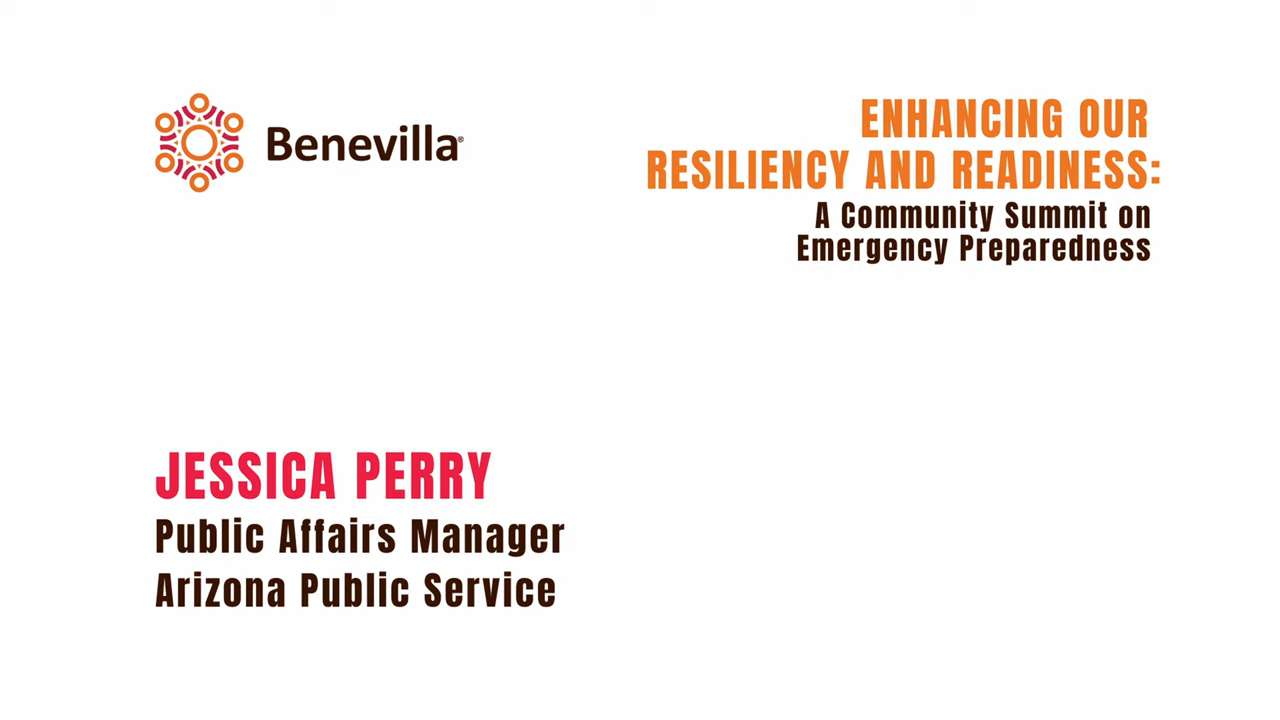 Benevilla®
ENHANCING OUR
RESILIENCY AND READINESS:
A Community Summit on
Emergency Preparedness
JESSICA PERRY
Public Affairs Manager
Arizona Public Service